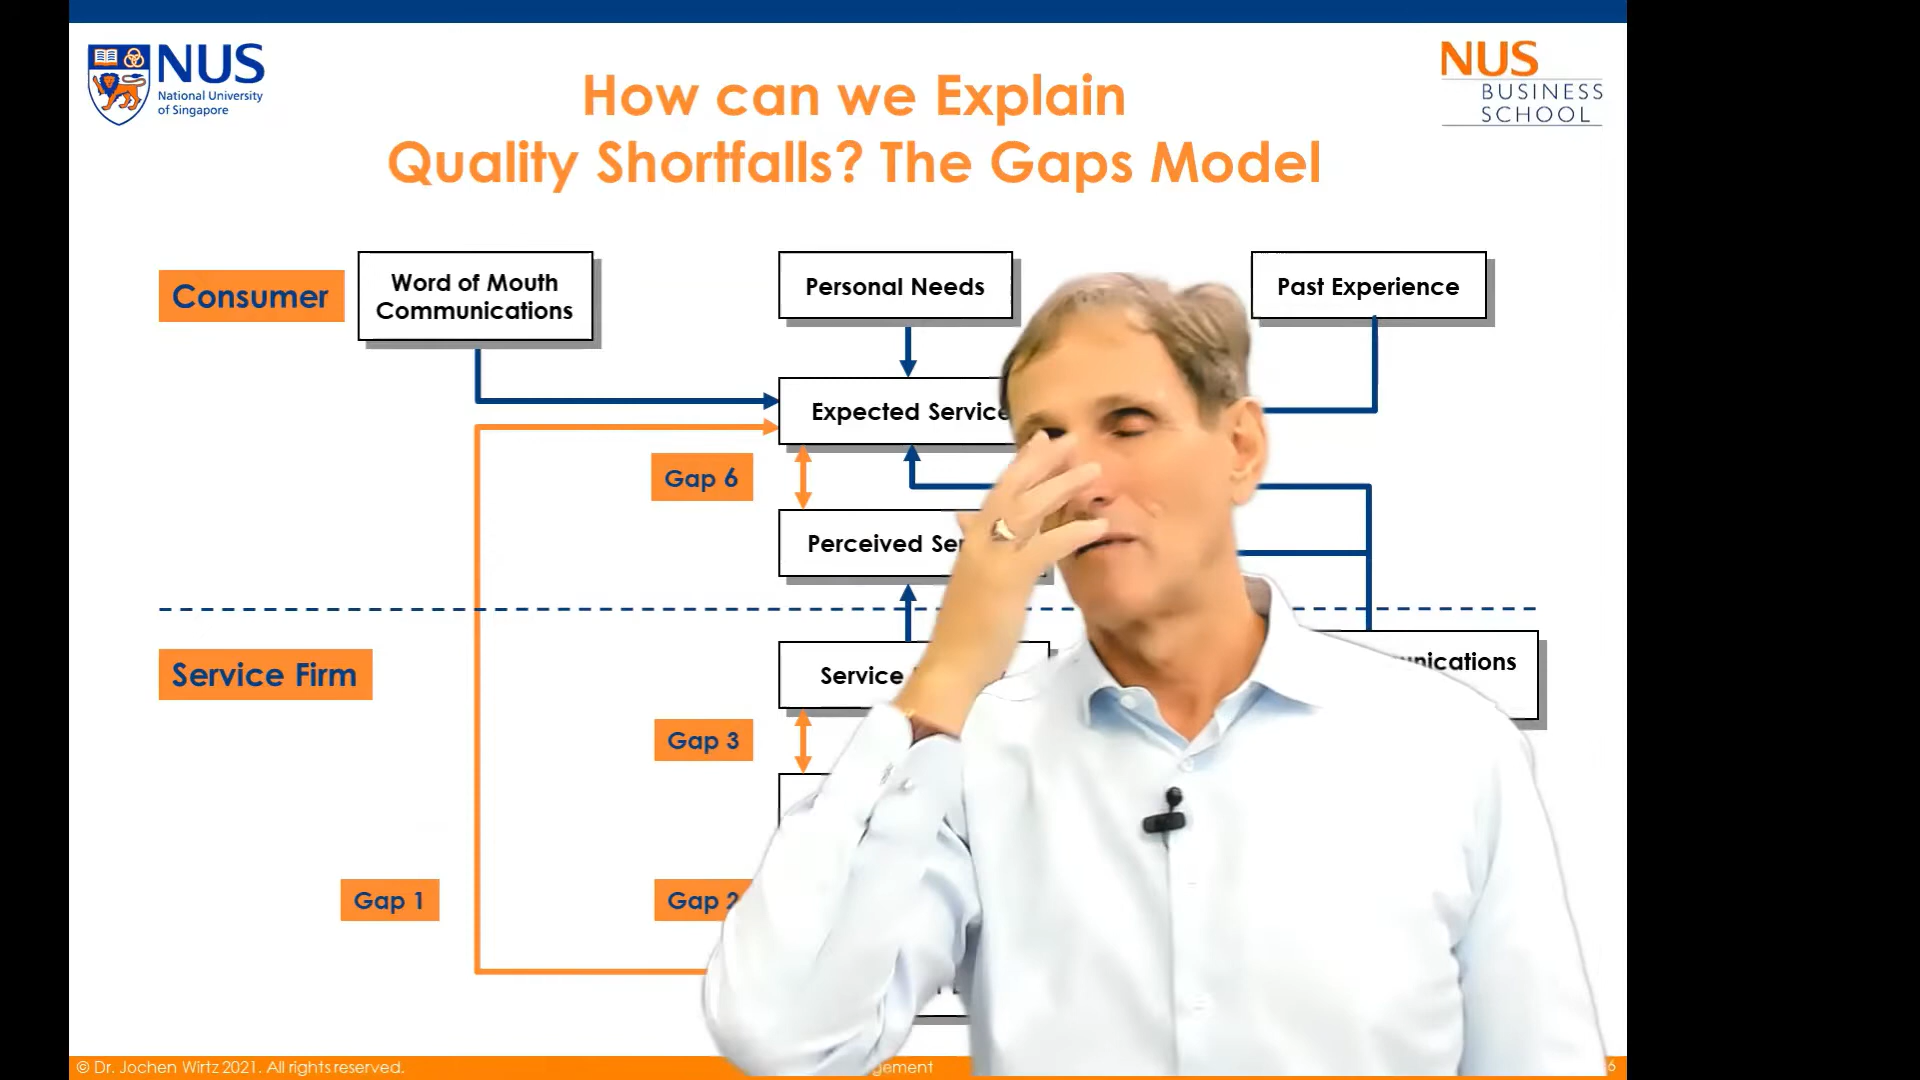 NUS
National University
of Singapore
How can we Explain
Quality Shortfalls? The Gaps Model
NUS
BUSINESS
SCHOOL
Consumer
Word of Mouth
Communications
Personal Needs
Past Experience
Expected Service
Gap 6
Perceived
Service Firm
Service
Gap 3
Gap 1
Gap 2
© Dr. Jochen Wirtz 2021. All rights reserved.
6